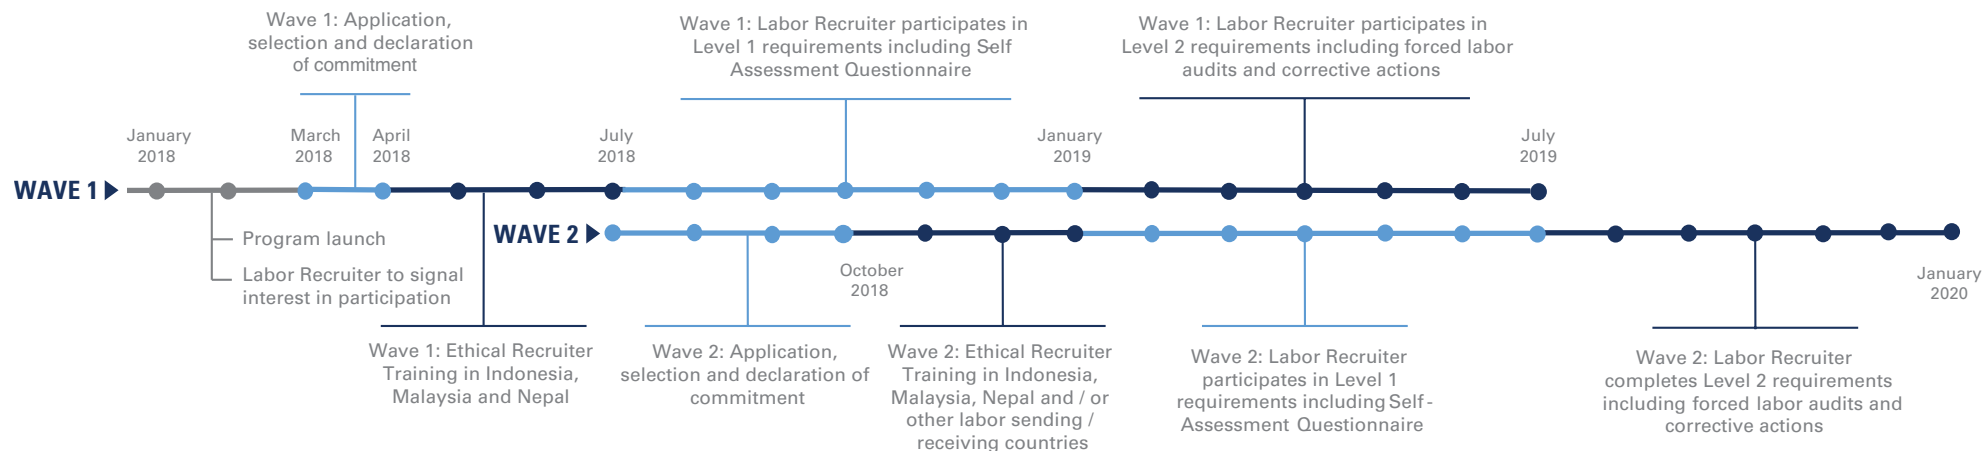 Wave 1: Application,
selection and declaration
of commitment
Wave 1: Labor Recruiter participates in
Level 1 requirements including Self-
Assessment Questionnaire
Wave 1: Labor Recruiter participates in
Level 2 requirements including forced labor
audits and corrective actions
January
2018
March
2018
April
2018
July
2018
January
2019
July
2019
WAVE 1
Program launch
Labor Recruiter to signal
interest in participation
WAVE 2
October
2018
January
2020
Wave 1: Ethical Recruiter
Training in Indonesia,
Malaysia and Nepal
Wave 2: Application,
selection and declaration of
commitment
Wave 2: Ethical Recruiter
Training in Indonesia,
Malaysia, Nepal and / or
other labor sending /
receiving countries
Wave 2: Labor Recruiter
participates in Level 1
requirements including Self-
Assessment Questionnaire
Wave 2: Labor Recruiter
completes Level 2 requirements
including forced labor audits and
corrective actions